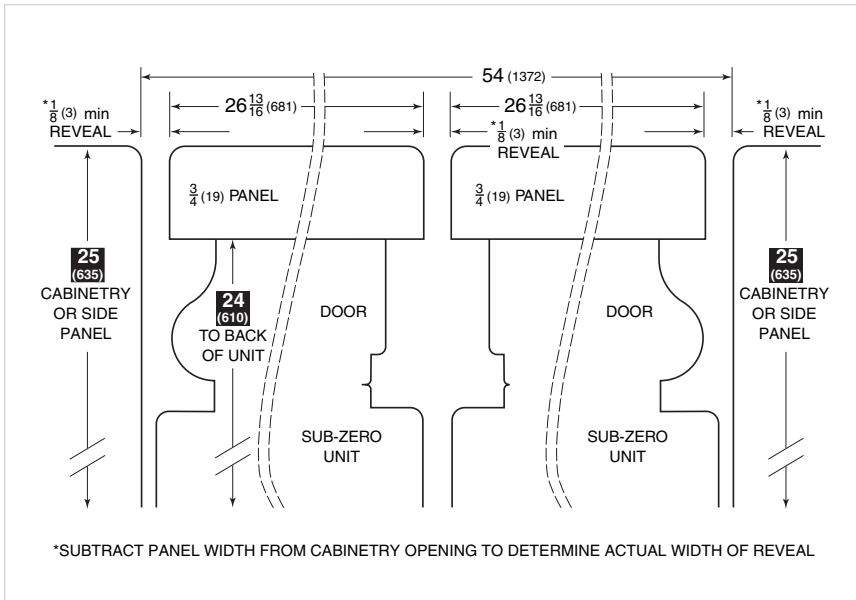 54 (1372)
26 13/16 (681)
26 13/16 (681)
*1/8 (3) min
REVEAL
*1/8 (3) min
REVEAL
*1/8 (3) min
REVEAL
3/4 (19) PANEL
3/4 (19) PANEL
25
(635)
CABINETRY
OR SIDE
PANEL
24
(610)
TO BACK
OF UNIT
DOOR
DOOR
25
(635)
CABINETRY
OR SIDE
PANEL
SUB-ZERO
UNIT
SUB-ZERO
UNIT
*SUBTRACT PANEL WIDTH FROM CABINETRY OPENING TO DETERMINE ACTUAL WIDTH OF REVEAL